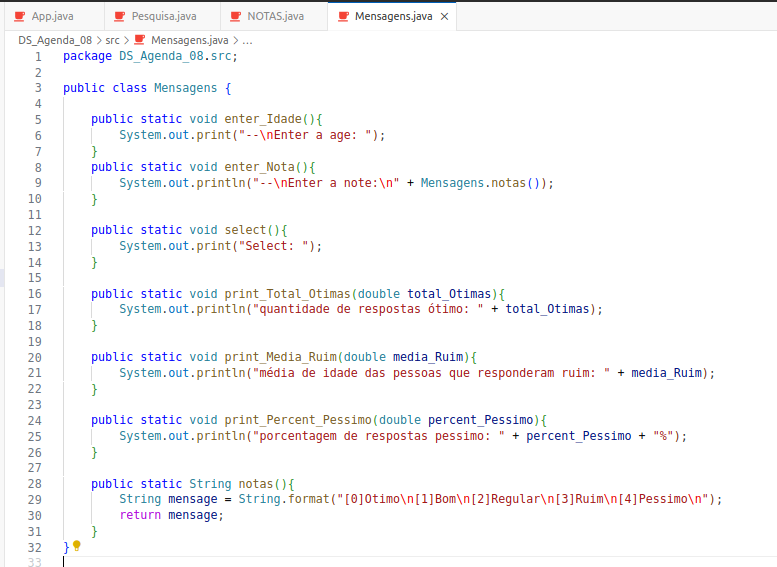 App.java Pesquisa.java NOTAS.java Mensagens.java ×
DS_Agenda_08 > src > Mensagens.java > ...
1 package DS_Agenda_08.src;
2
3 public class Mensagens {
4
5 public static void enter_Idade(){
6 System.out.print("--\nEnter a age: ");
7 }
8 public static void enter_Nota(){
9 System.out.println("--\nEnter a note:\n" + Mensagens.notas());
10 }
11
12 public static void select(){
13 System.out.print("Select: ");
14 }
15
16 public static void print_Total_Otimas(double total_Otimas){
17 System.out.println("quantidade de respostas ótimo: " + total_Otimas);
18 }
19
20 public static void print_Media_Ruim(double media_Ruim){
21 System.out.println("média de idade das pessoas que responderam ruim: " + media_Ruim);
22 }
23
24 public static void print_Percent_Pessimo(double percent_Pessimo){
25 System.out.println("porcentagem de respostas pessimo: " + percent_Pessimo + "%");
26 }
27
28 public static String notas(){
29 String mensage = String.format("[0]Otimo\n[1]Bom\n[2]Regular\n[3]Ruim\n[4]Pessimo\n");
30 return mensage;
31 }
32 }
33